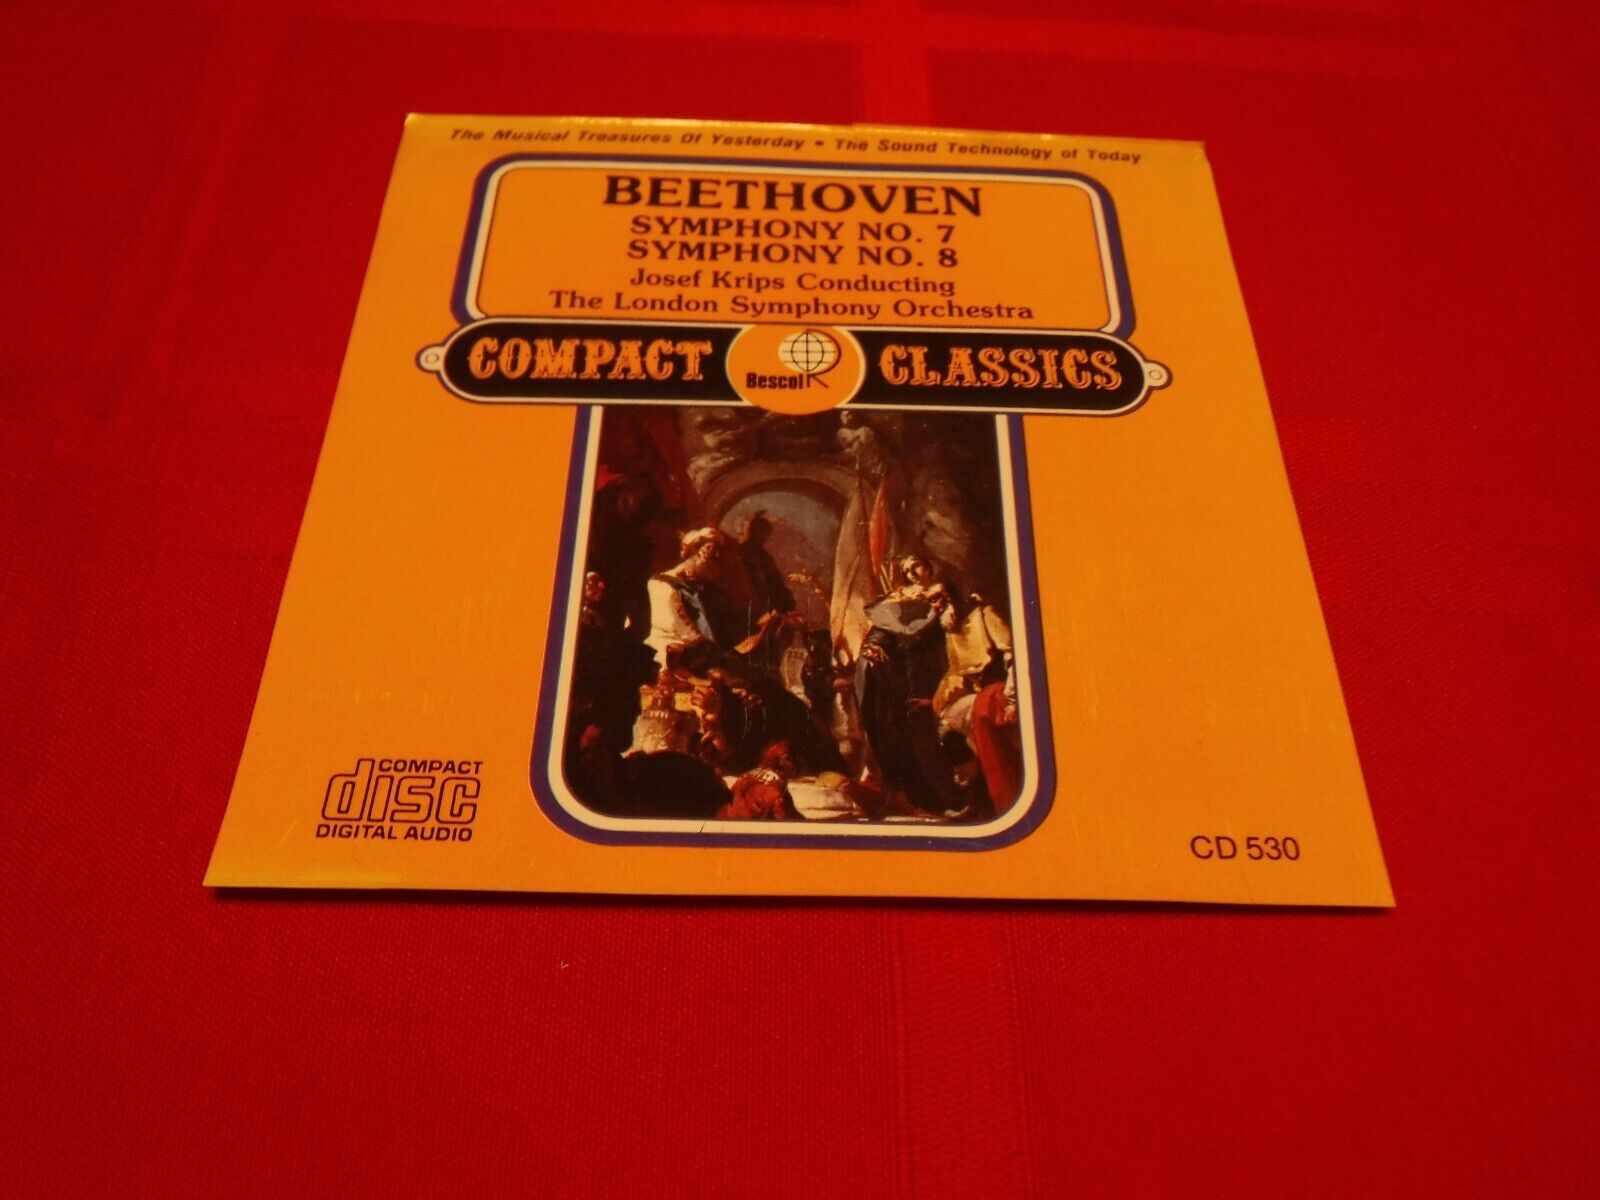 The Musical Treasures Of Yesterday • The Sound Technology of Today
BEETHOVEN
SYMPHONY NO. 7
SYMPHONY NO. 8
Josef Krips Conducting
The London Symphony Orchestra
COMPACT Bescol CLASSICS
COMPACT
disc
DIGITAL AUDIO
CD 530